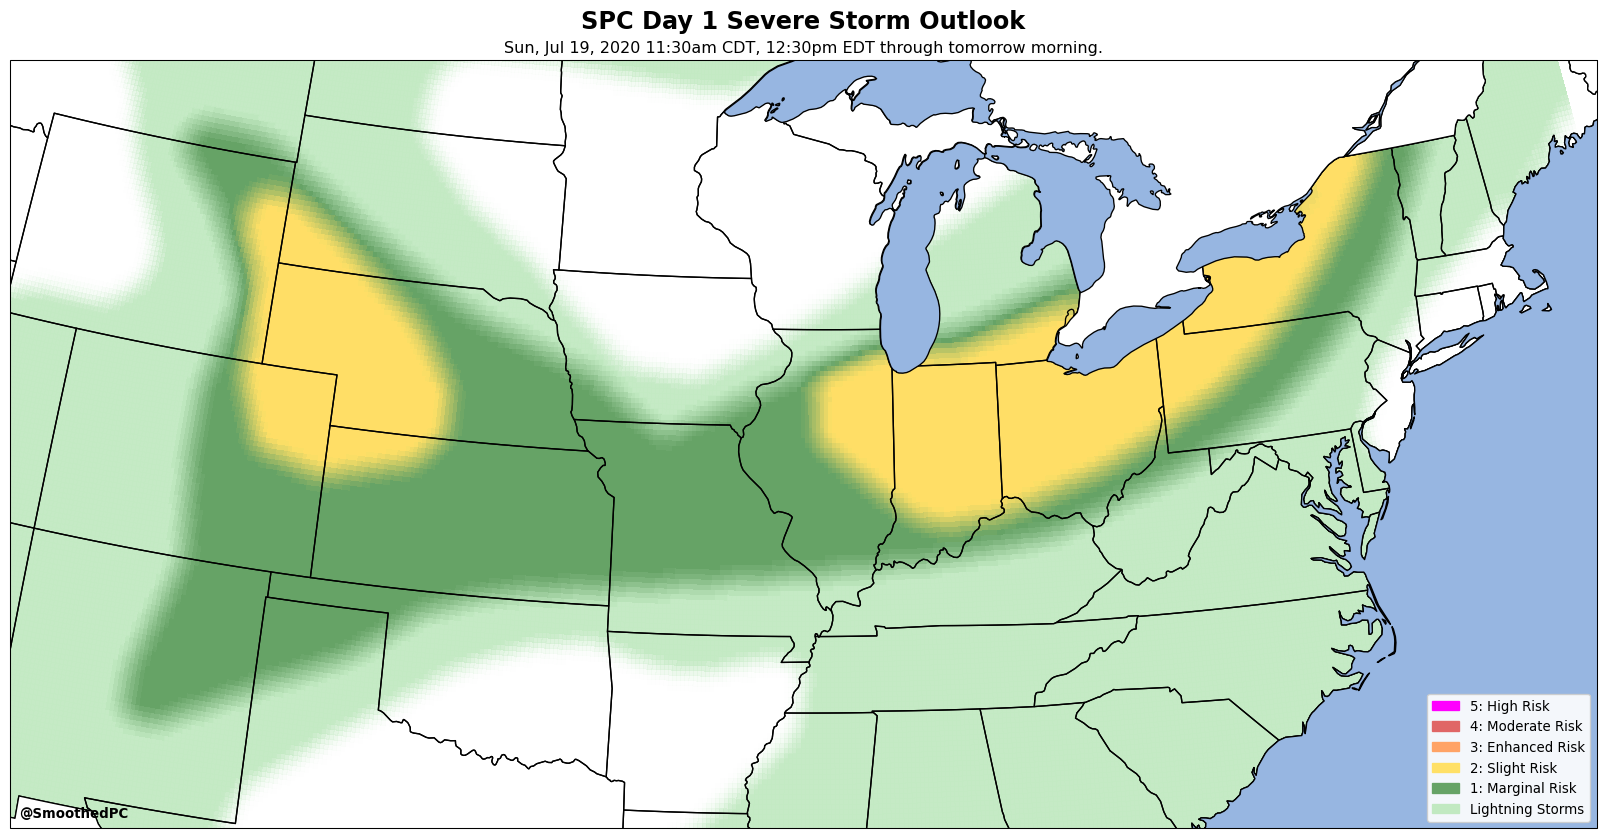 SPC Day 1 Severe Storm Outlook
Sun, Jul 19, 2020 11:30am CDT, 12:30pm EDT through tomorrow morning.
5: High Risk
4: Moderate Risk
3: Enhanced Risk
2: Slight Risk
1: Marginal Risk
Lightning Storms
@SmoothedPC